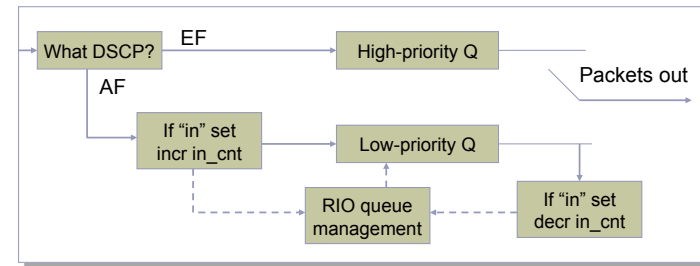 What DSCP?
EF
High-priority Q
Packets out
AF
If “in” set
incr in_cnt
Low-priority Q
RIO queue
management
If “in” set
decr in_cnt